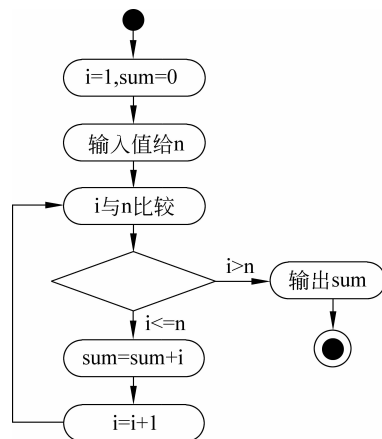 i=1,sum=0
输入值给n
i与n比较
i>n
输出sum
i<=n
sum=sum+i
i=i+1